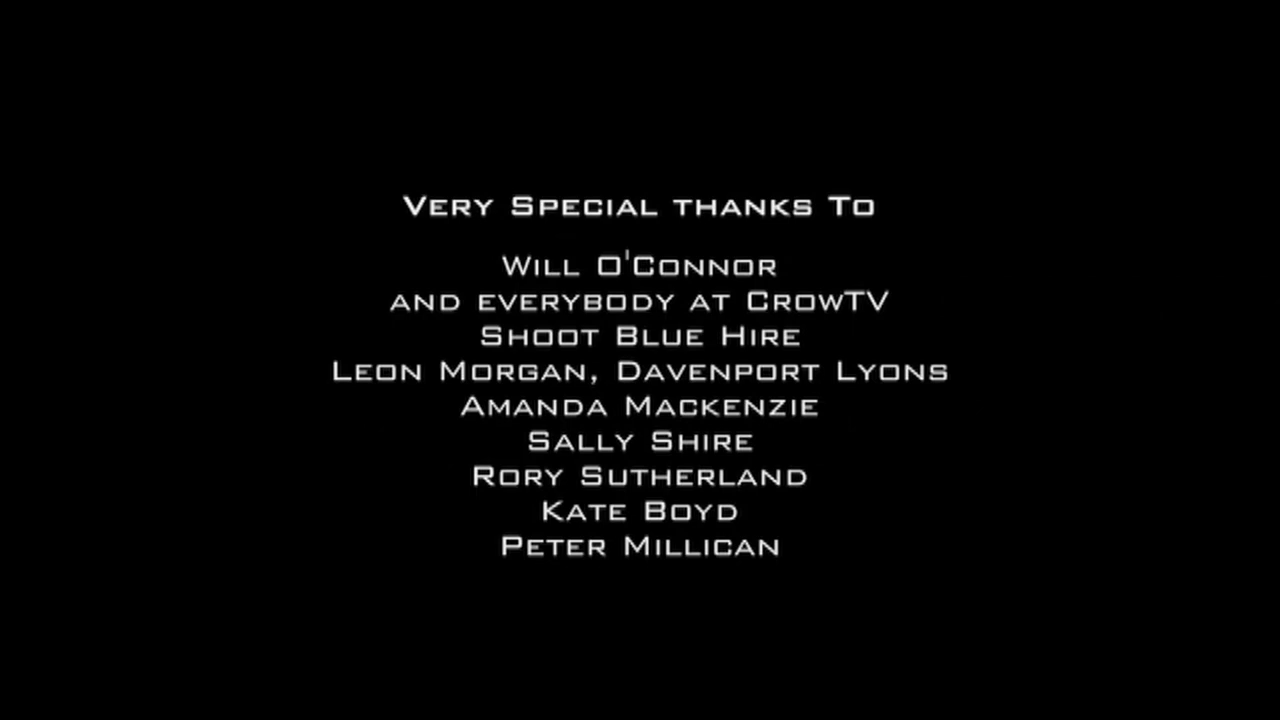 Very Special thanks To
Will O'Connor
and everybody at CrowTV
Shoot Blue Hire
Leon Morgan, Davenport Lyons
Amanda Mackenzie
Sally Shire
Rory Sutherland
Kate Boyd
Peter Millican